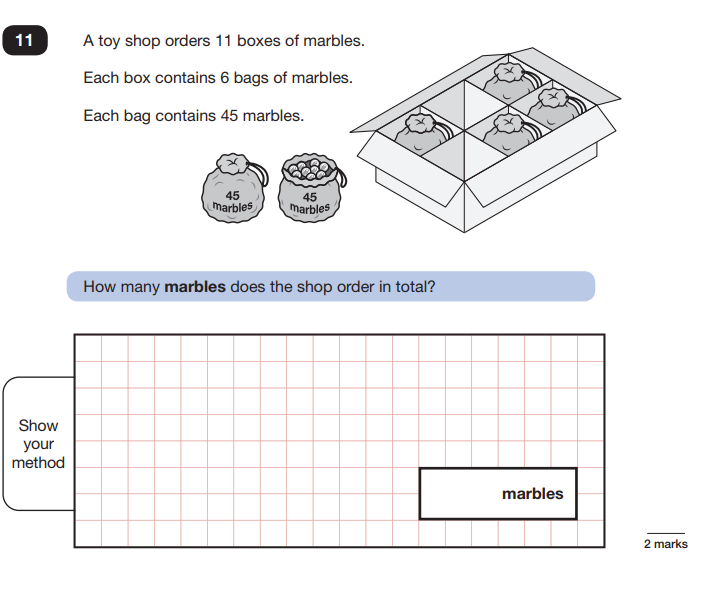 11
A toy shop orders 11 boxes of marbles.
Each box contains 6 bags of marbles.
Each bag contains 45 marbles.
45
marbles
45
marbles
How many marbles does the shop order in total?
Show
your
method
marbles
2 marks